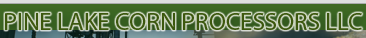 PINE LAKE CORN PROCESSORS LLC